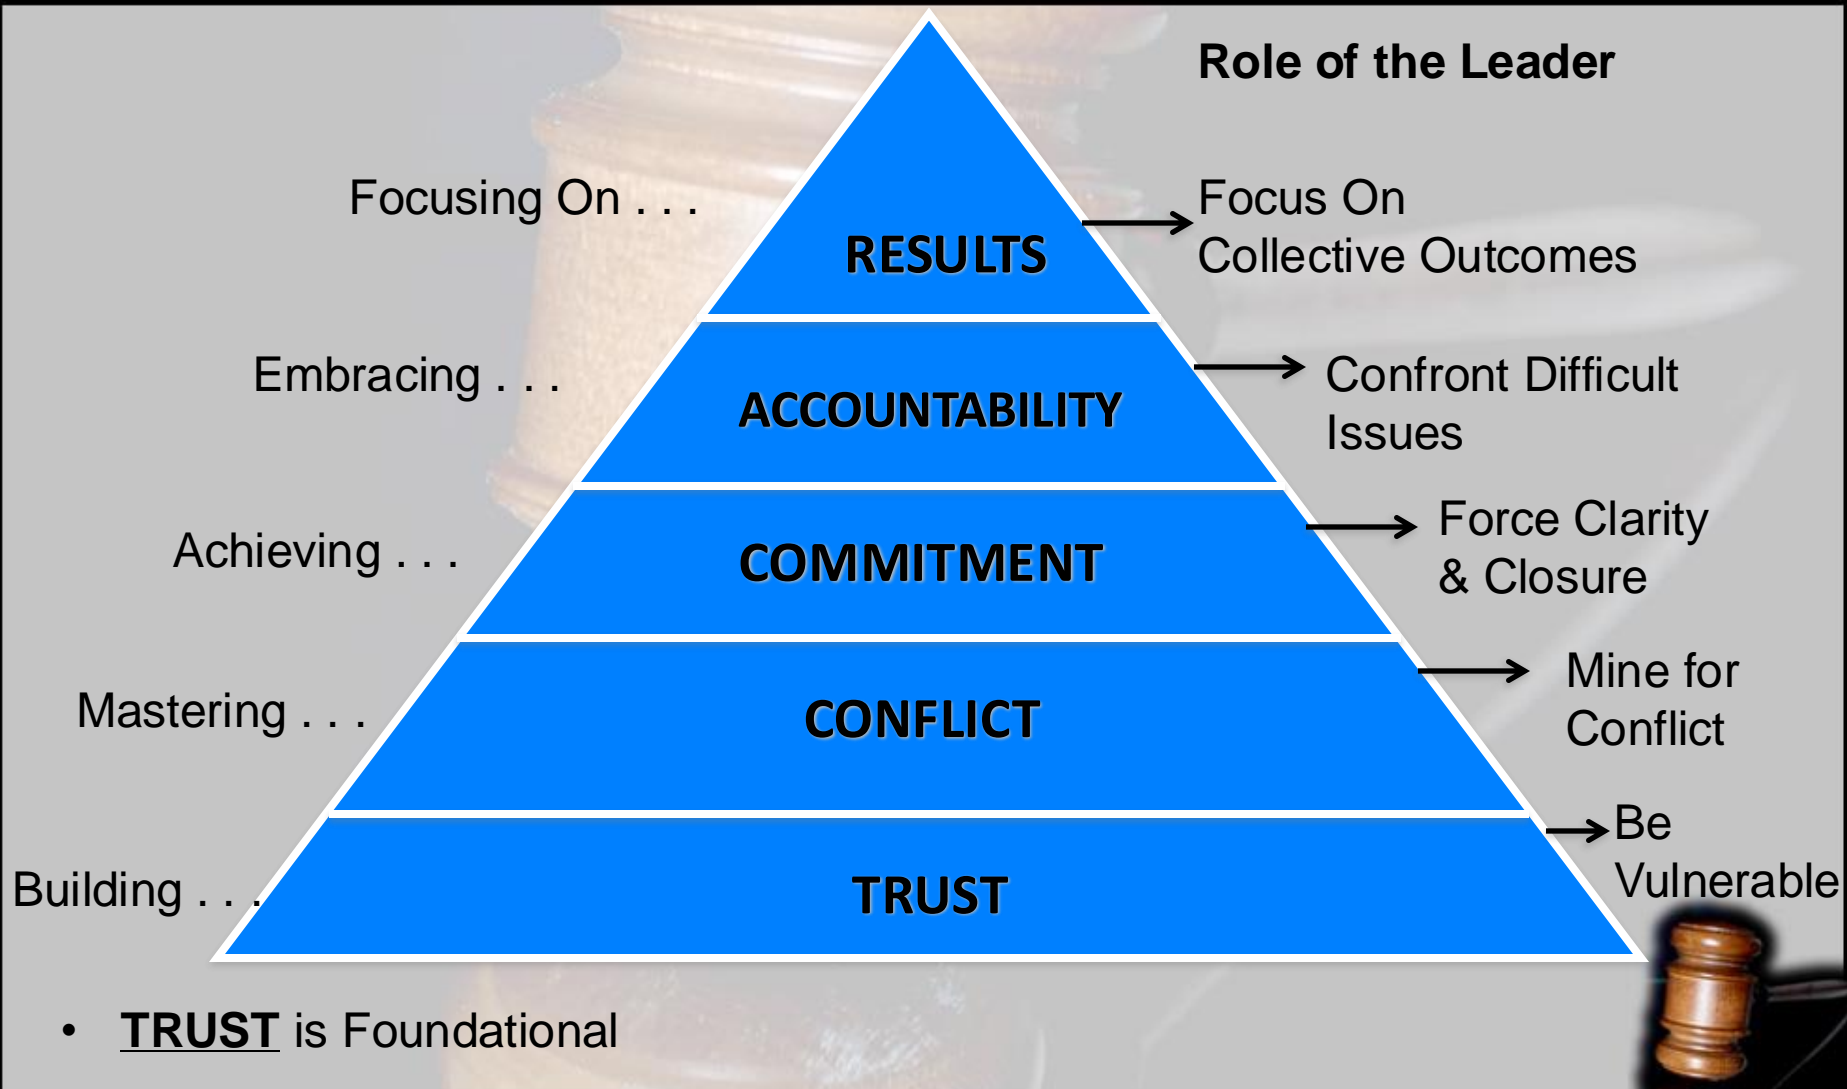 Role of the Leader
Focusing On . . .
RESULTS
Focus On
Collective Outcomes
Embracing . . .
ACCOUNTABILITY
Confront Difficult
Issues
Achieving . . .
COMMITMENT
Force Clarity
& Closure
Mastering . . .
CONFLICT
Mine for
Conflict
Building . . .
TRUST
Be
Vulnerable
• TRUST is Foundational